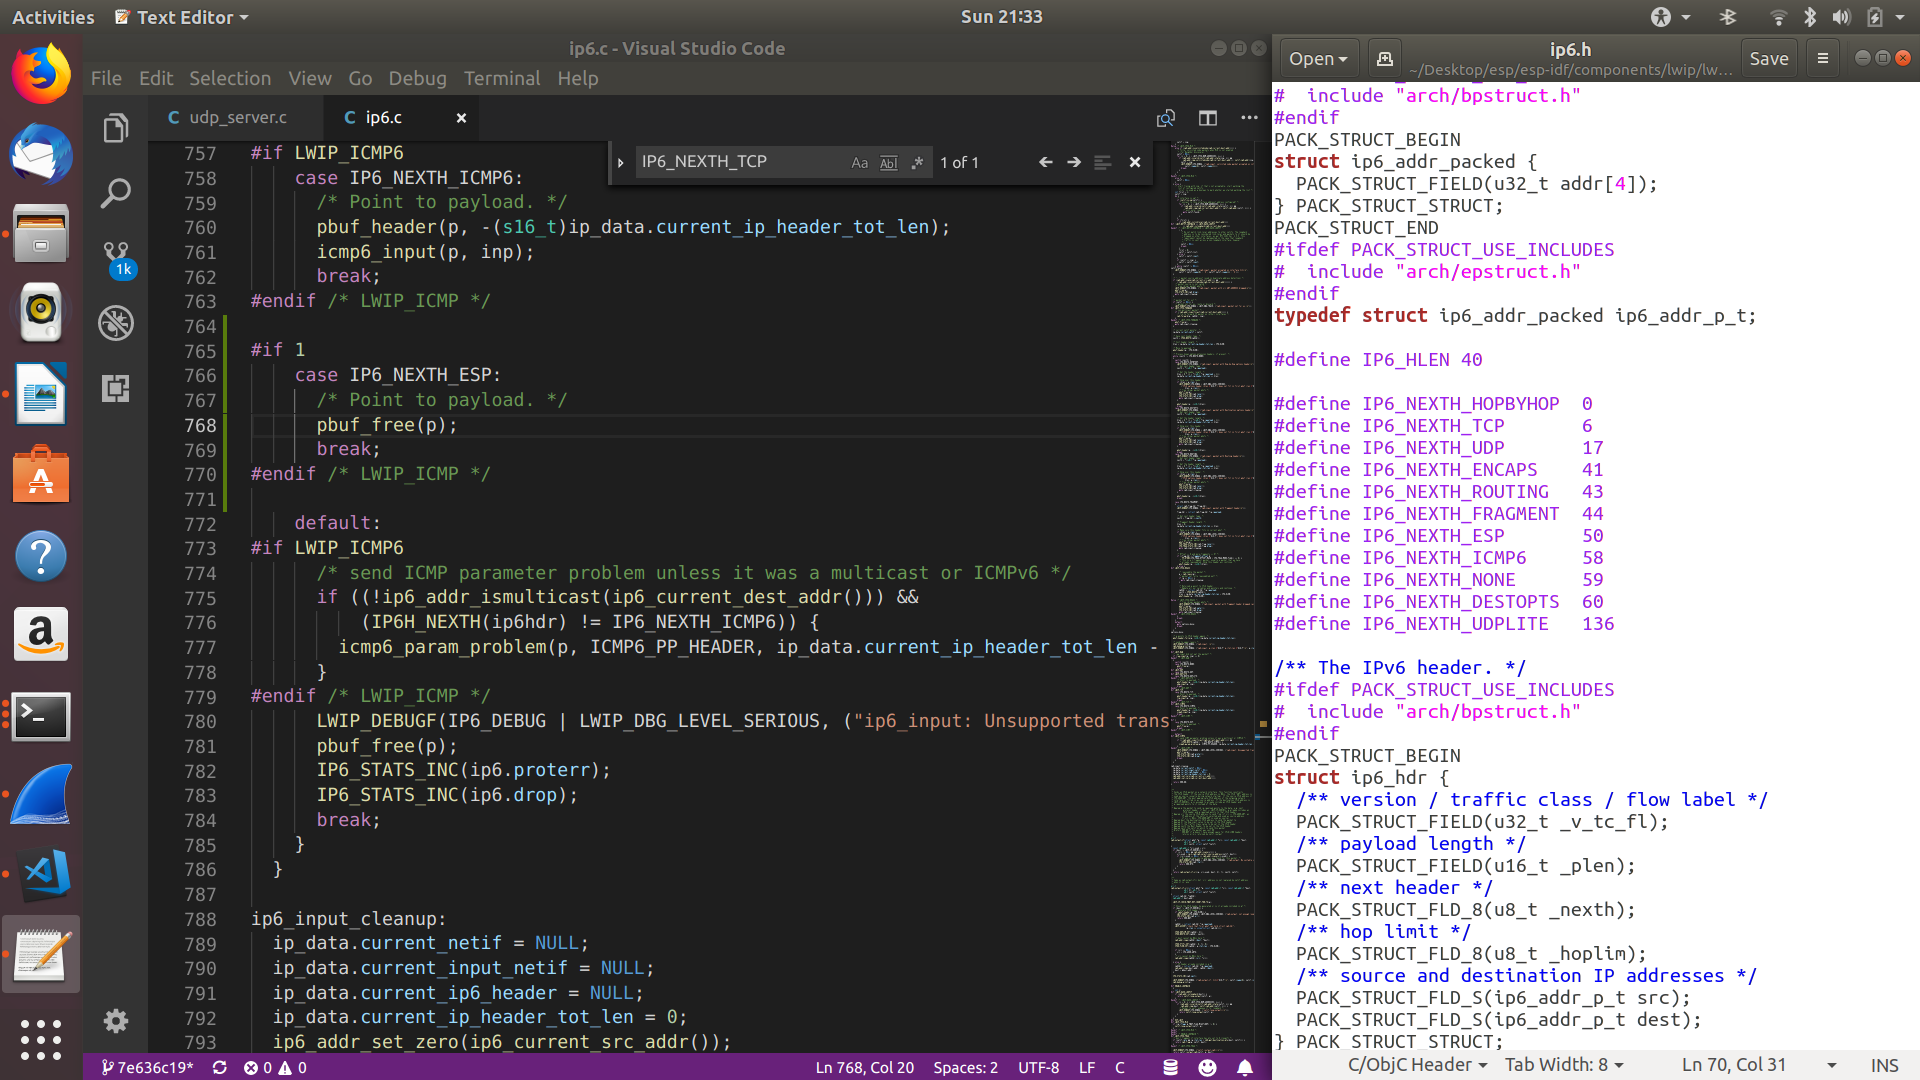 Activities
Text Editor
Sun 21:33
ip6.c - Visual Studio Code
File Edit Selection View Go Debug Terminal Help
udp_server.c
ip6.c
IP6_NEXTH_TCP
Aa
Abl
1 of 1
1k
757 #if LWIP_ICMP6
758 case IP6_NEXTH_ICMP6:
759 /* Point to payload. */
760 pbuf_header(p, -(s16_t)ip_data.current_ip_header_tot_len);
761 icmp6_input(p, inp);
762 break;
763 #endif /* LWIP_ICMP */
764
765 #if 1
766 case IP6_NEXTH_ESP:
767 /* Point to payload. */
768 pbuf_free(p);
769 break;
770 #endif /* LWIP_ICMP */
771
772 default:
773 #if LWIP_ICMP6
774 /* send ICMP parameter problem unless it was a multicast or ICMPv6 */
775 if ((!ip6_addr_ismulticast(ip6_current_dest_addr())) &&
776 (IP6H_NEXTH(ip6hdr) != IP6_NEXTH_ICMP6)) {
777 icmp6_param_problem(p, ICMP6_PP_HEADER, ip_data.current_ip_header_tot_len -
778 }
779 #endif /* LWIP_ICMP */
780 LWIP_DEBUGF(IP6_DEBUG | LWIP_DBG_LEVEL_SERIOUS, ("ip6_input: Unsupported trans
781 pbuf_free(p);
782 IP6_STATS_INC(ip6.proterr);
783 IP6_STATS_INC(ip6.drop);
784 break;
785 }
786 }
787
788 ip6_input_cleanup:
789 ip_data.current_netif = NULL;
790 ip_data.current_input_netif = NULL;
791 ip_data.current_ip6_header = NULL;
792 ip_data.current_ip_header_tot_len = 0;
793 ip6_addr_set_zero(ip6_current_src_addr());
7e636c19* 0 0 Ln 768, Col 20 Spaces: 2 UTF-8 LF C
Open
ip6.h
~/Desktop/esp/esp-idf/components/lwip/lw...
Save
# include "arch/bpstruct.h"
#endif
PACK_STRUCT_BEGIN
struct ip6_addr_packed {
PACK_STRUCT_FIELD(u32_t addr[4]);
} PACK_STRUCT_STRUCT;
PACK_STRUCT_END
#ifdef PACK_STRUCT_USE_INCLUDES
# include "arch/epstruct.h"
#endif
typedef struct ip6_addr_packed ip6_addr_p_t;
#define IP6_HLEN 40
#define IP6_NEXTH_HOPBYHOP 0
#define IP6_NEXTH_TCP 6
#define IP6_NEXTH_UDP 17
#define IP6_NEXTH_ENCAPS 41
#define IP6_NEXTH_ROUTING 43
#define IP6_NEXTH_FRAGMENT 44
#define IP6_NEXTH_ESP 50
#define IP6_NEXTH_ICMP6 58
#define IP6_NEXTH_NONE 59
#define IP6_NEXTH_DESTOPTS 60
#define IP6_NEXTH_UDPLITE 136
/** The IPv6 header. */
#ifdef PACK_STRUCT_USE_INCLUDES
# include "arch/bpstruct.h"
#endif
PACK_STRUCT_BEGIN
struct ip6_hdr {
/** version / traffic class / flow label */
PACK_STRUCT_FIELD(u32_t _v_tc_fl);
/** payload length */
PACK_STRUCT_FIELD(u16_t _plen);
/** next header */
PACK_STRUCT_FLD_8(u8_t _nexth);
/** hop limit */
PACK_STRUCT_FLD_8(u8_t _hoplim);
/** source and destination IP addresses */
PACK_STRUCT_FLD_S(ip6_addr_p_t src);
PACK_STRUCT_FLD_S(ip6_addr_p_t dest);
} PACK_STRUCT_STRUCT;
C/ObjC Header Tab Width: 8 Ln 70, Col 31 INS